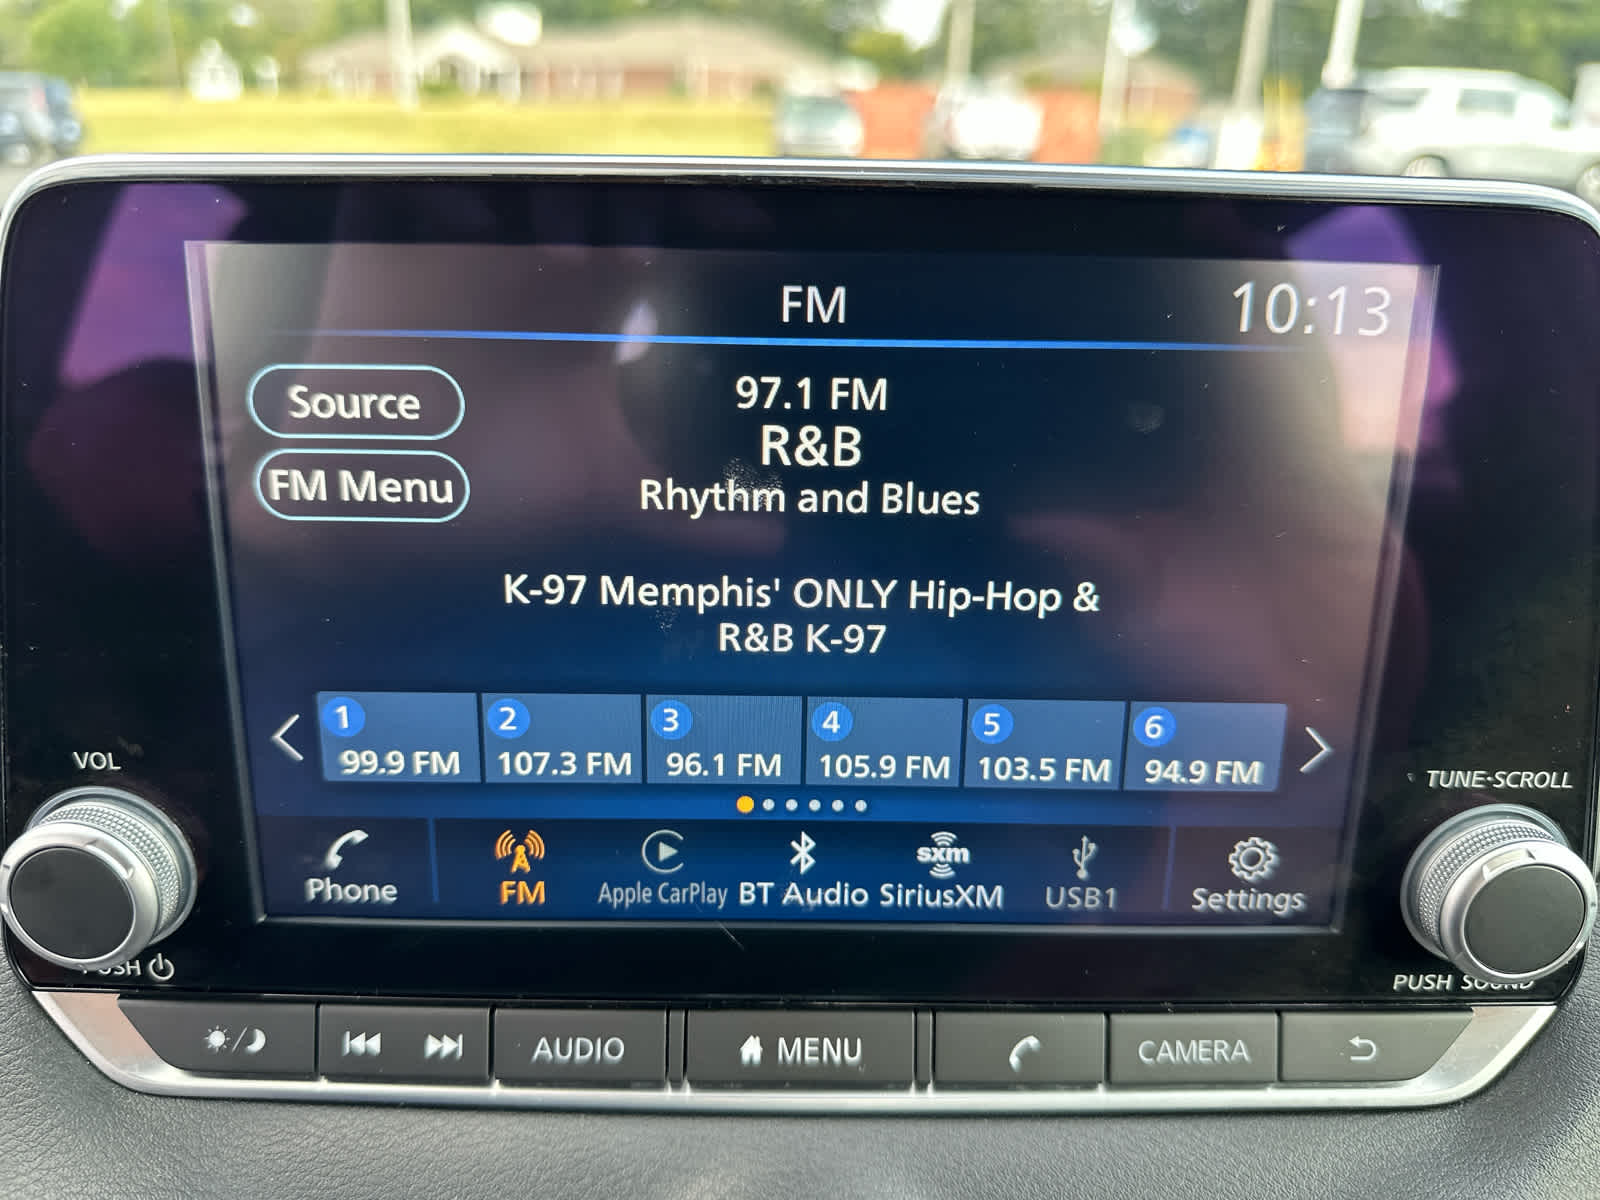 FM
10:13
Source
FM Menu
97.1 FM
R&B
Rhythm and Blues
K-97 Memphis' ONLY Hip-Hop &
R&B K-97
1 2 3 4 5 6
99.9 FM 107.3 FM 96.1 FM 105.9 FM 103.5 FM 94.9 FM
VOL
TUNE·SCROLL
sxm
Phone FM Apple CarPlay BT Audio SiriusXM USB1 Settings
PUSH
PUSH SOUND
AUDIO MENU CAMERA